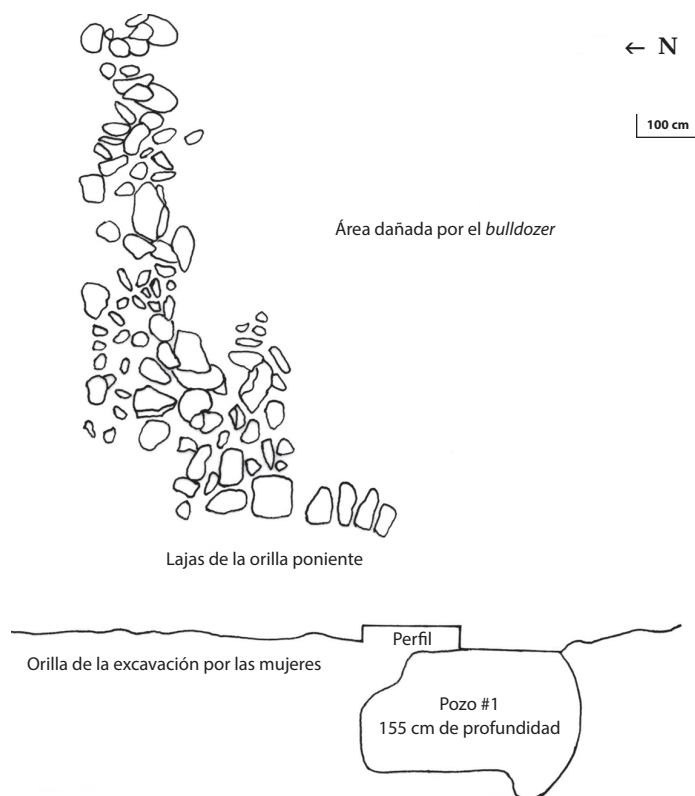 ← N
100 cm
Área dañada por el bulldozer
Lajas de la orilla poniente
Perfil
Orilla de la excavación por las mujeres
Pozo #1
155 cm de profundidad